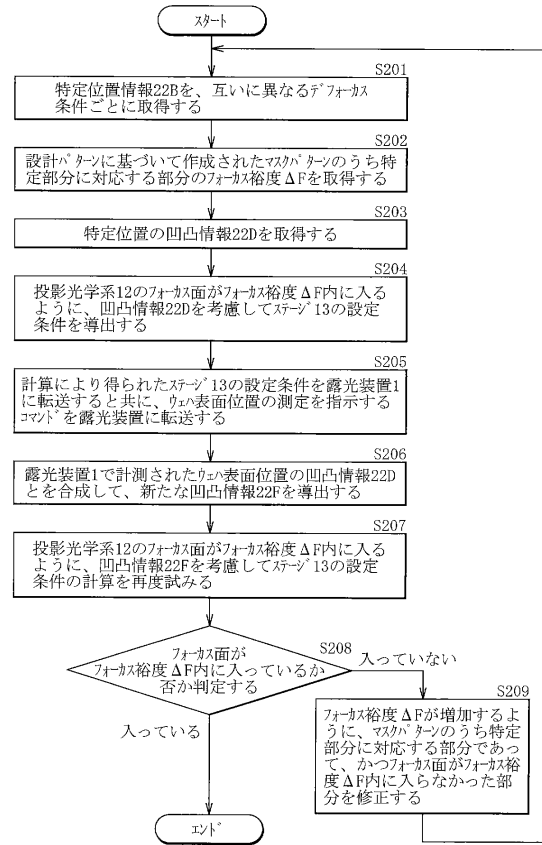 スタート
S201
特定位置情報22Bを、互いに異なるデフォーカス
条件ごとに取得する
S202
設計パターンに基づいて作成されたマスクパターンのうち特
定部分に対応する部分のフォーカス裕度ΔFを取得する
S203
特定位置の凹凸情報22Dを取得する
S204
投影光学系12のフォーカス面がフォーカス裕度ΔF内に入る
ように、凹凸情報22Dを考慮してステージ13の設定
条件を導出する
S205
計算により得られたステージ13の設定条件を露光装置1
に転送すると共に、ウェハ表面位置の測定を指示する
コマンドを露光装置に転送する
S206
露光装置1で計測されたウェハ表面位置の凹凸情報22D
とを合成して、新たな凹凸情報22Fを導出する
S207
投影光学系12のフォーカス面がフォーカス裕度ΔF内に入る
ように、凹凸情報22Fを考慮してステージ13の設定
条件の計算を再度試みる
S208
フォーカス面が
フォーカス裕度ΔF内に入っているか
否か判定する
入っていない
入っている
S209
フォーカス裕度ΔFが増加するよ
うに、マスクパターンのうち特定
部分に対応する部分であっ
て、かつフォーカス面がフォーカス裕
度ΔF内に入らなかった部
分を修正する
エンド